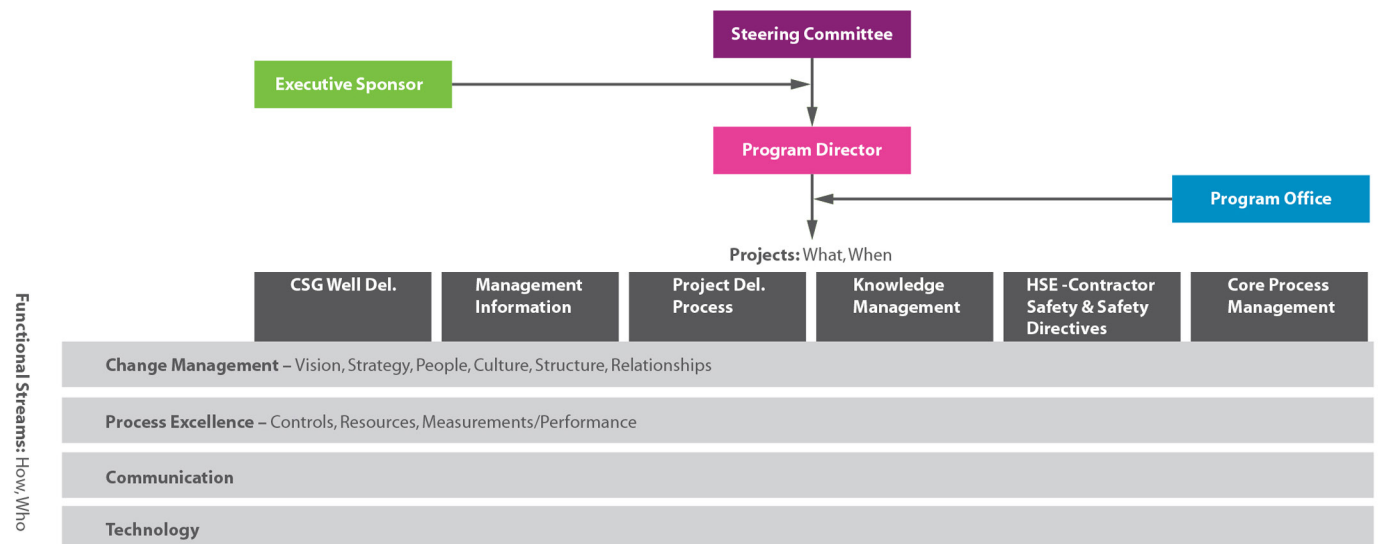 Steering Committee
Executive Sponsor
Program Director
Program Office
Projects: What, When
CSG Well Del.
Management
Information
Project Del.
Process
Knowledge
Management
HSE -Contractor
Safety & Safety
Directives
Core Process
Management
Functional Streams: How, Who
Change Management – Vision, Strategy, People, Culture, Structure, Relationships
Process Excellence – Controls, Resources, Measurements/Performance
Communication
Technology